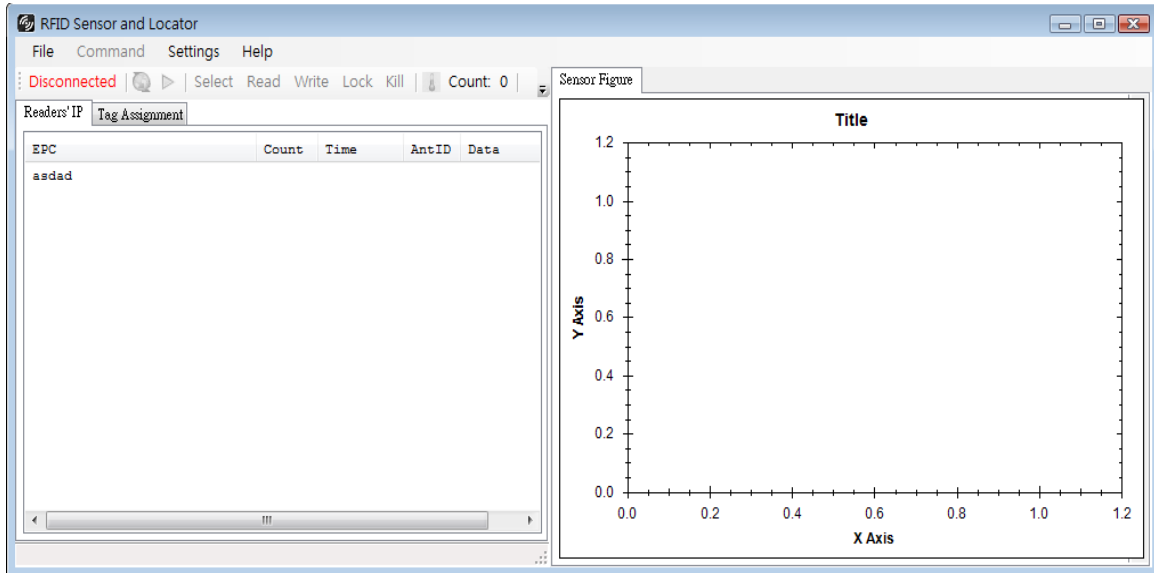 RFID Sensor and Locator
File Command Settings Help
Disconnected Select Read Write Lock Kill Count: 0
Readers' IP Tag Assignment
EPC Count Time AntID Data
asdad
Sensor Figure
Title
1.2
1.0
0.8
0.6
0.4
0.2
0.0
Y Axis
0.0 0.2 0.4 0.6 0.8 1.0 1.2
X Axis